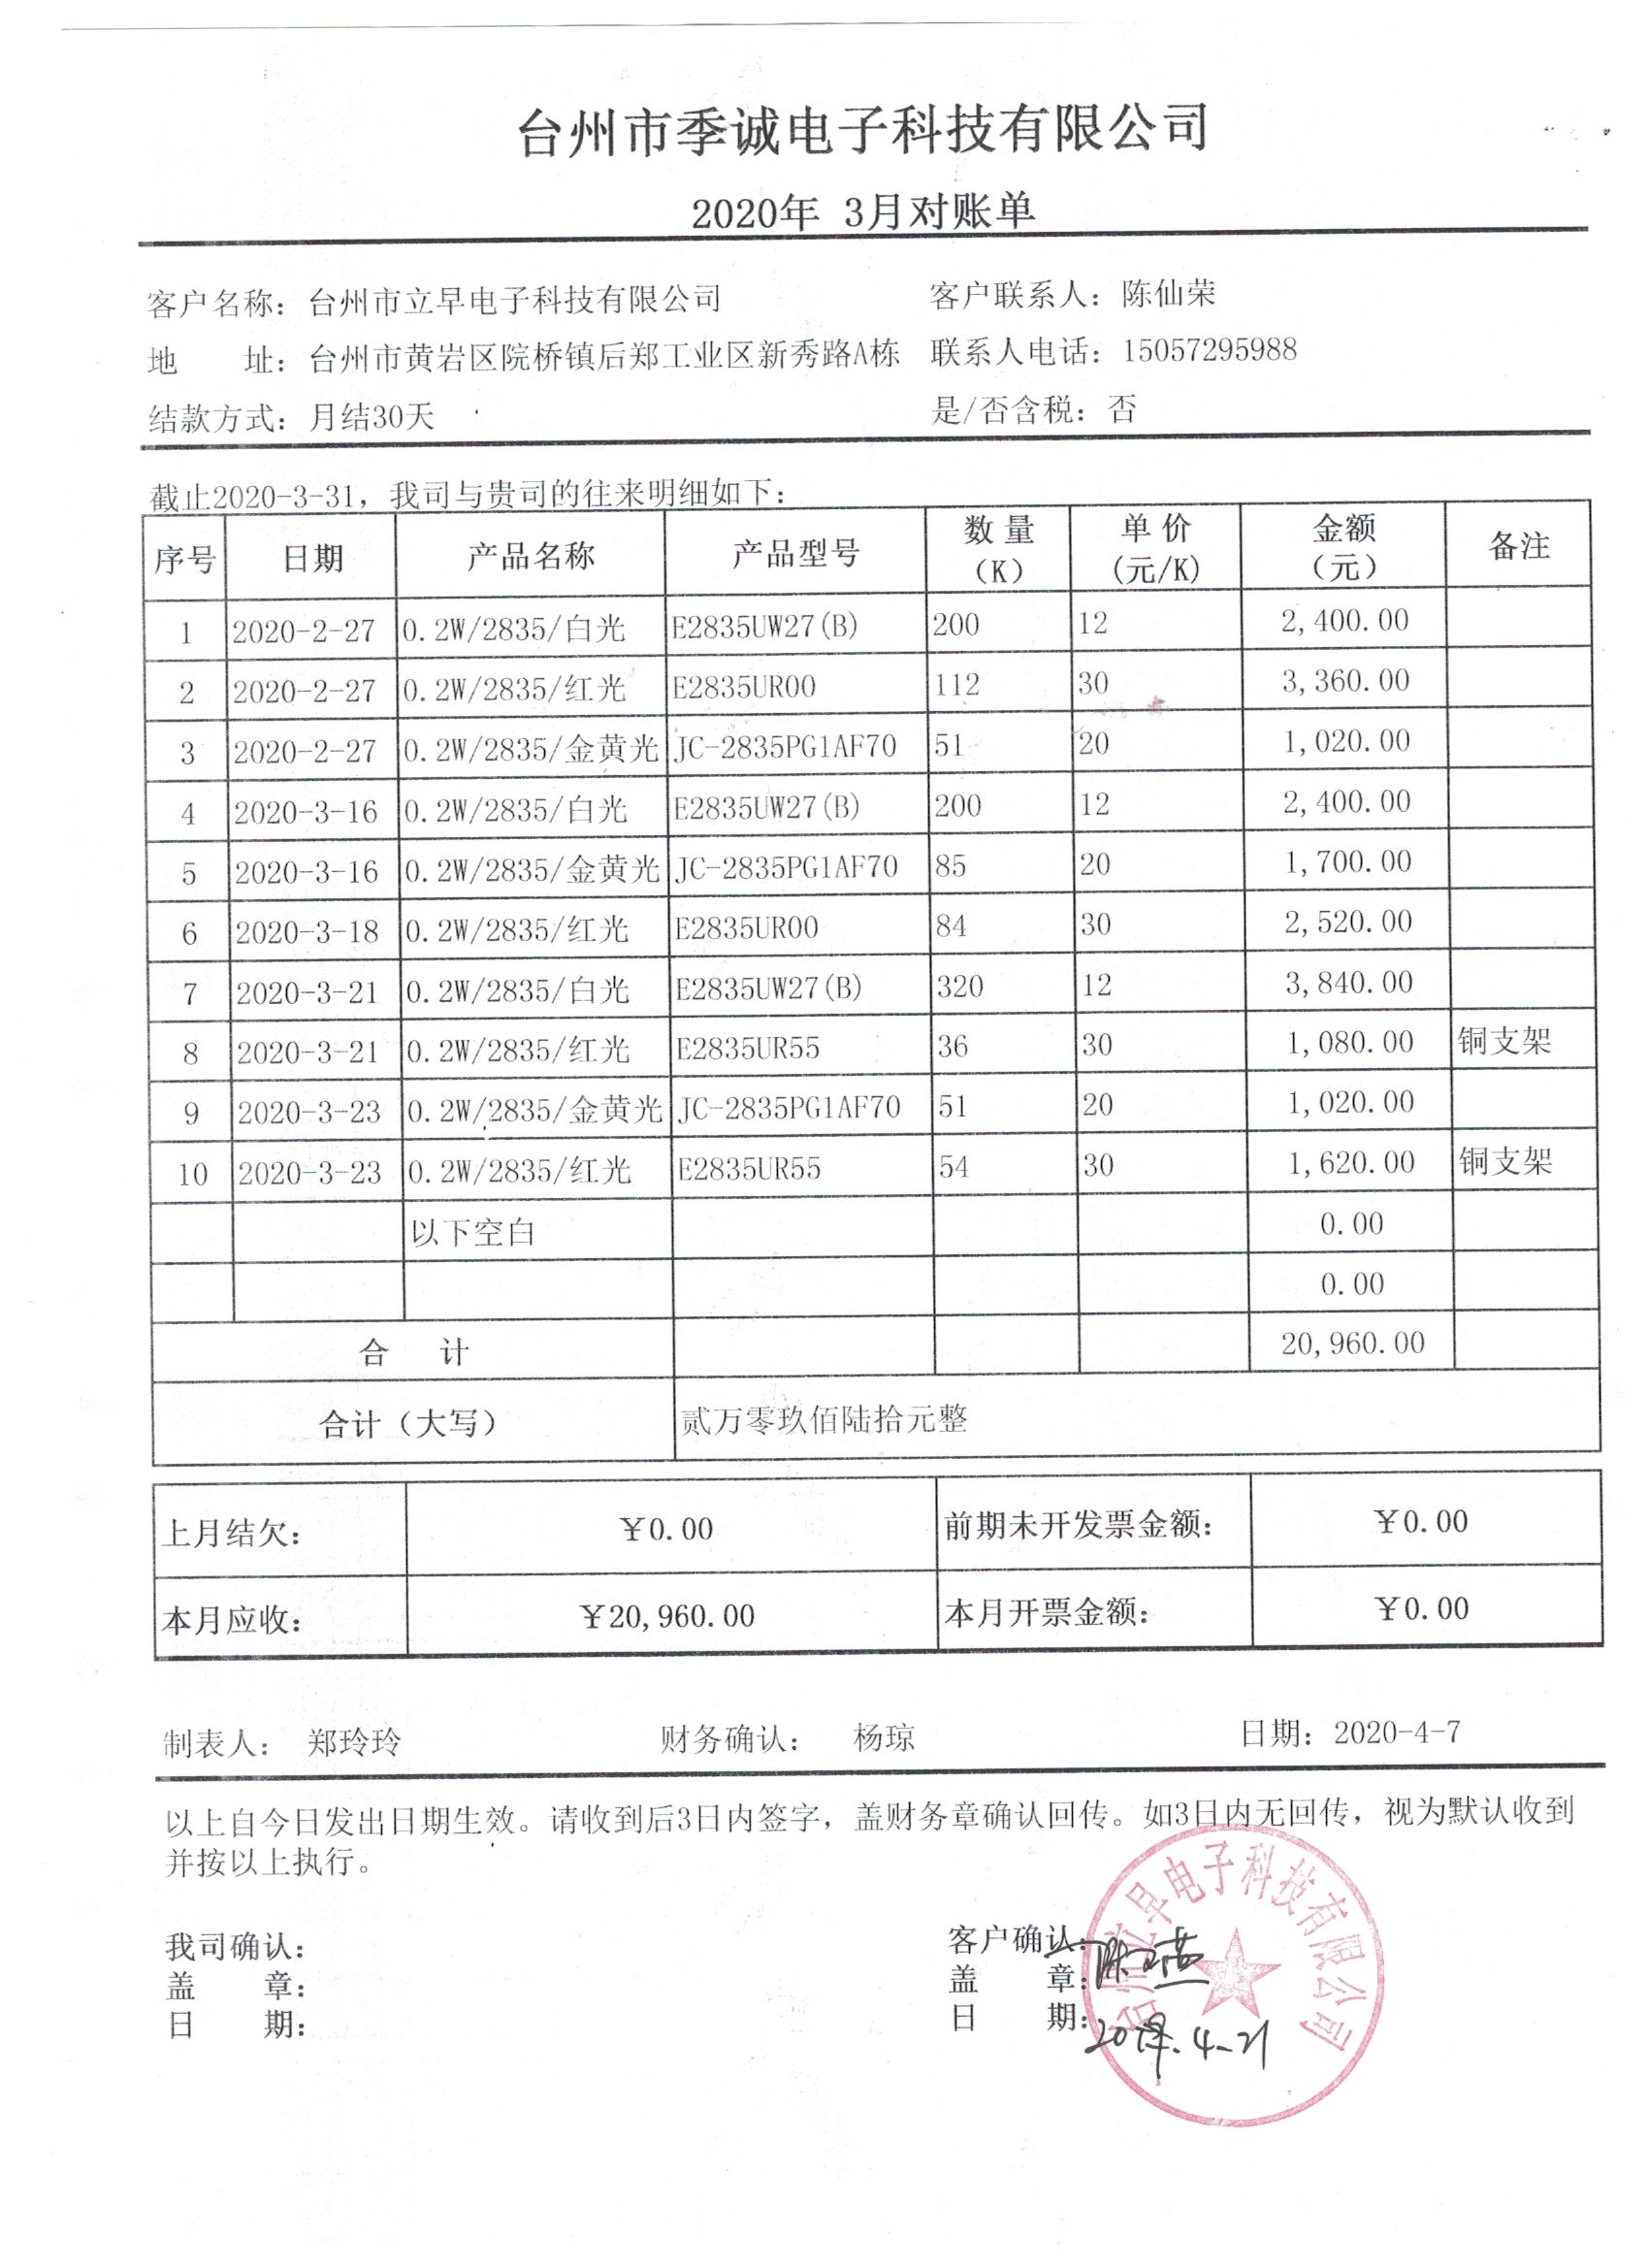 台州市季诚电子科技有限公司
2020年 3月对账单
客户名称：台州市立早电子科技有限公司 客户联系人：陈仙荣
地 址：台州市黄岩区院桥镇后郑工业区新秀路A栋 联系人电话：15057295988
结款方式：月结30天 是/否含税：否
截止2020-3-31，我司与贵司的往来明细如下：
序号 日期 产品名称 产品型号 数量（K） 单价（元/K） 金额（元） 备注
1 2020-2-27 0.2W/2835/白光 E2835UW27(B) 200 12 2,400.00
2 2020-2-27 0.2W/2835/红光 E2835UR00 112 30 3,360.00
3 2020-2-27 0.2W/2835/金黄光 JC-2835PG1AF70 51 20 1,020.00
4 2020-3-16 0.2W/2835/白光 E2835UW27(B) 200 12 2,400.00
5 2020-3-16 0.2W/2835/金黄光 JC-2835PG1AF70 85 20 1,700.00
6 2020-3-18 0.2W/2835/红光 E2835UR00 84 30 2,520.00
7 2020-3-21 0.2W/2835/白光 E2835UW27(B) 320 12 3,840.00
8 2020-3-21 0.2W/2835/红光 E2835UR55 36 30 1,080.00 铜支架
9 2020-3-23 0.2W/2835/金黄光 JC-2835PG1AF70 51 20 1,020.00
10 2020-3-23 0.2W/2835/红光 E2835UR55 54 30 1,620.00 铜支架
以下空白 0.00
0.00
合 计 20,960.00
合计（大写） 贰万零玖佰陆拾元整
上月结欠： ￥0.00 前期未开发票金额： ￥0.00
本月应收： ￥20,960.00 本月开票金额： ￥0.00
制表人： 郑玲玲 财务确认： 杨琼 日期：2020-4-7
以上自今日发出日期生效。请收到后3日内签字，盖财务章确认回传。如3日内无回传，视为默认收到
并按以上执行。
我司确认： 客户确认：
盖 章： 盖 章：
日 期： 日 期：
台州市立早电子科技有限公司